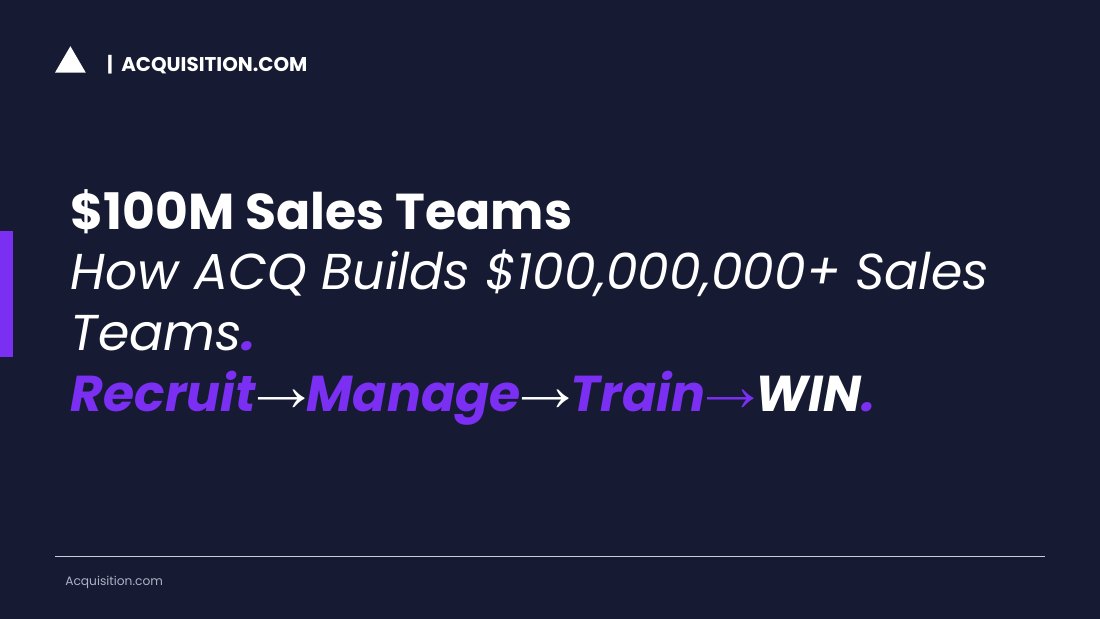 | ACQUISITION.COM
$100M Sales Teams
How ACQ Builds $100,000,000+ Sales
Teams.
Recruit→Manage→Train→WIN.
Acquisition.com